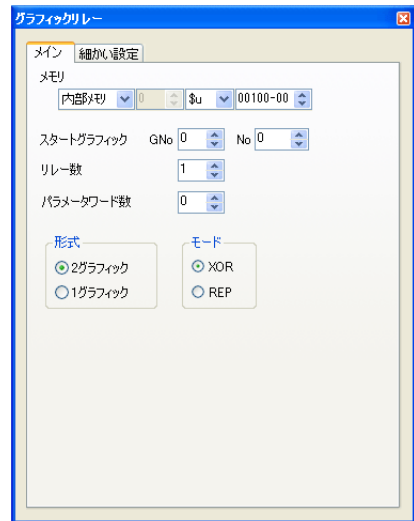 グラフィックリレー
メイン 細かい設定
メモリ
内部メモリ 0 $u 00100-00
スタートグラフィック GNo 0 No 0
リレー数 1
パラメータワード数 0
形式 モード
2グラフィック XOR
1グラフィック REP